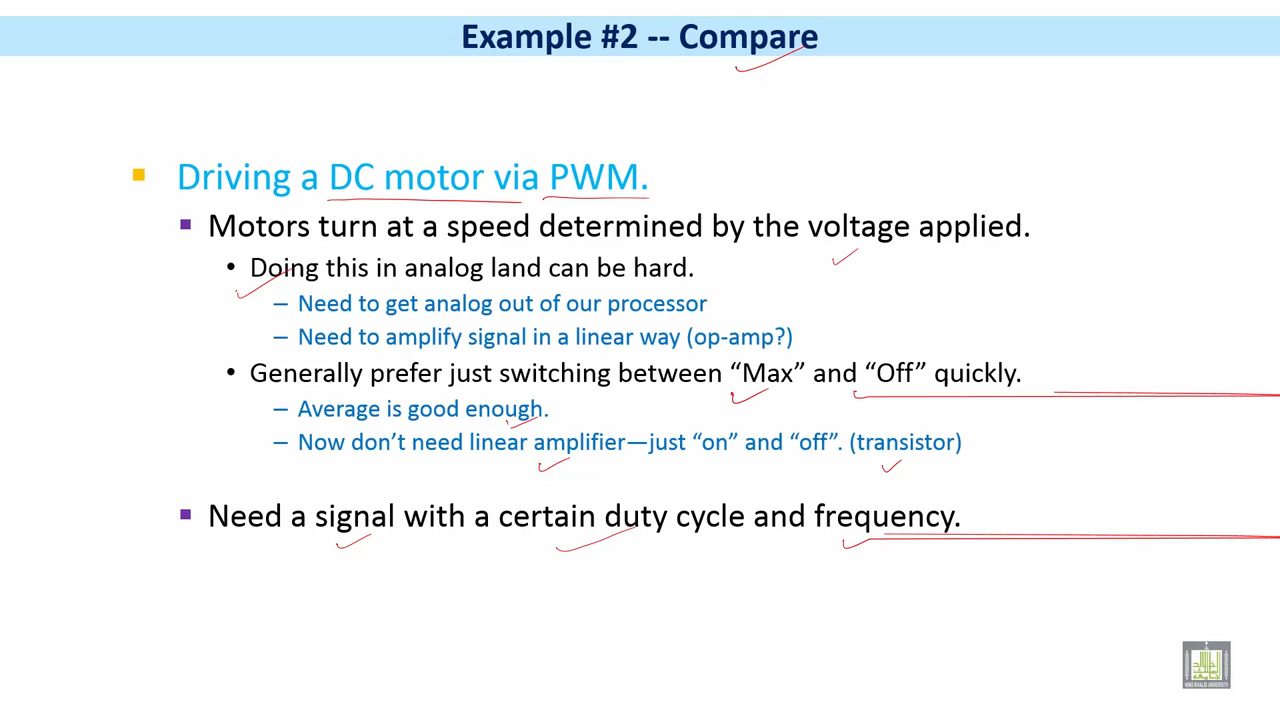 Example #2 -- Compare
Driving a DC motor via PWM.
Motors turn at a speed determined by the voltage applied.
• Doing this in analog land can be hard.
– Need to get analog out of our processor
– Need to amplify signal in a linear way (op-amp?)
• Generally prefer just switching between “Max” and “Off” quickly.
– Average is good enough.
– Now don’t need linear amplifier—just “on” and “off”. (transistor)
Need a signal with a certain duty cycle and frequency.
KING KHALID UNIVERSITY